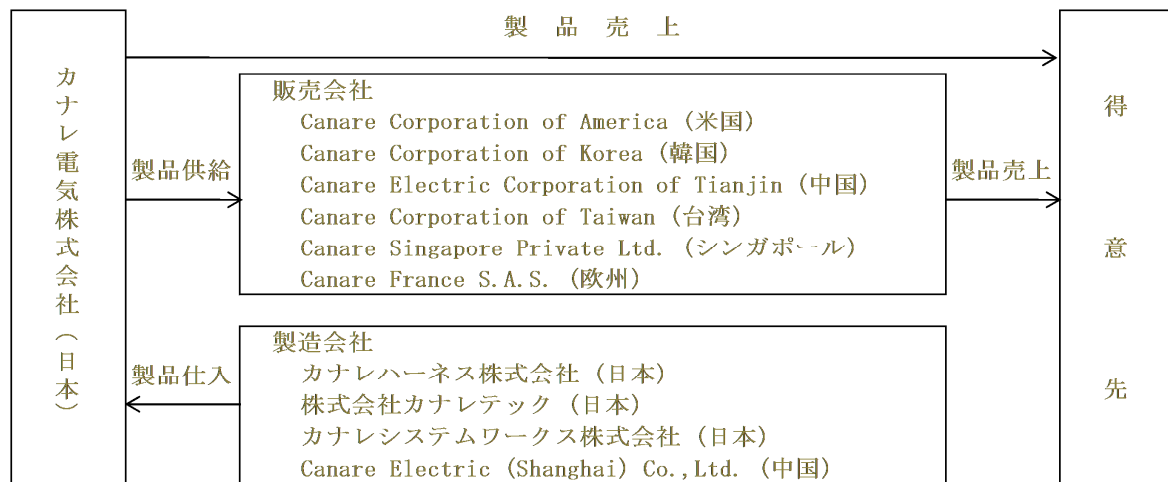 カナレ電気株式会社（日本）
製品売上
製品供給
販売会社
Canare Corporation of America (米国)
Canare Corporation of Korea (韓国)
Canare Electric Corporation of Tianjin (中国)
Canare Corporation of Taiwan (台湾)
Canare Singapore Private Ltd. (シンガポール)
Canare France S.A.S. (欧州)
製品売上
得意先
製品仕入
製造会社
カナレハーネス株式会社 (日本)
株式会社カナレテック (日本)
カナレシステムワークス株式会社 (日本)
Canare Electric (Shanghai) Co.,Ltd. (中国)